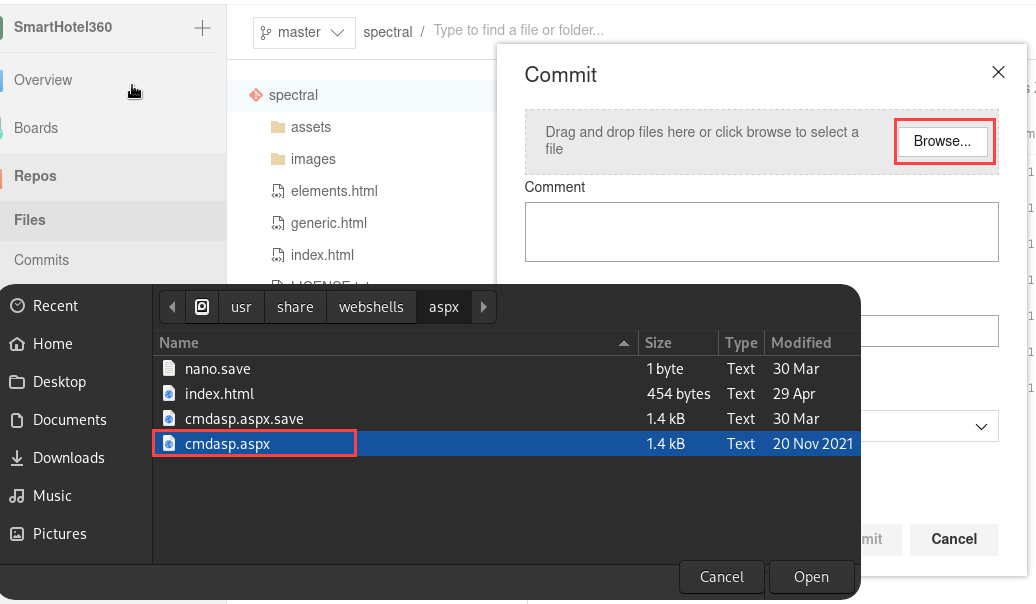 SmartHotel360
Overview
Boards
Repos
Files
Commits
master
spectral / Type to find a file or folder...
spectral
assets
images
elements.html
generic.html
index.html
Commit
Drag and drop files here or click browse to select a
file
Browse...
Comment
mit
Cancel
Recent
Home
Desktop
Documents
Downloads
Music
Pictures
usr share webshells aspx
Name Size Type Modified
nano.save 1 byte Text 30 Mar
index.html 454 bytes Text 29 Apr
cmdasp.aspx.save 1.4 kB Text 30 Mar
cmdasp.aspx 1.4 kB Text 20 Nov 2021
Cancel Open